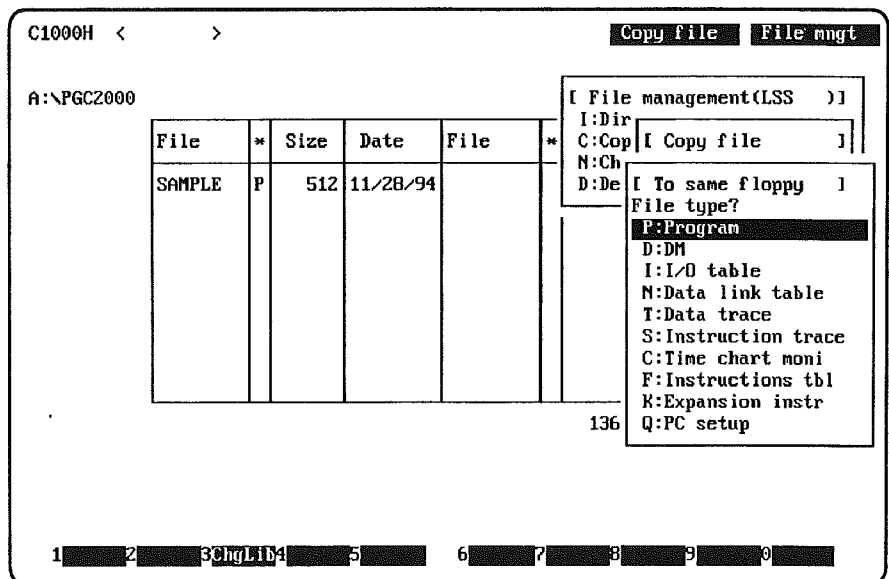 C1000H < > Copy file File mngt
A:\PGC2000
[ File management(LSS )]
I:Dir
C:Cop
N:Ch
D:De
[ Copy file ]
[ To same floppy ]
File type?
P:Program
D:DM
I:I/O table
N:Data link table
T:Data trace
S:Instruction trace
C:Time chart moni
F:Instructions tbl
K:Expansion instr
Q:PC setup
File * Size Date File *
SAMPLE P 512 11/28/94
136
1 2 3ChgLib4 5 6 7 8 9 0